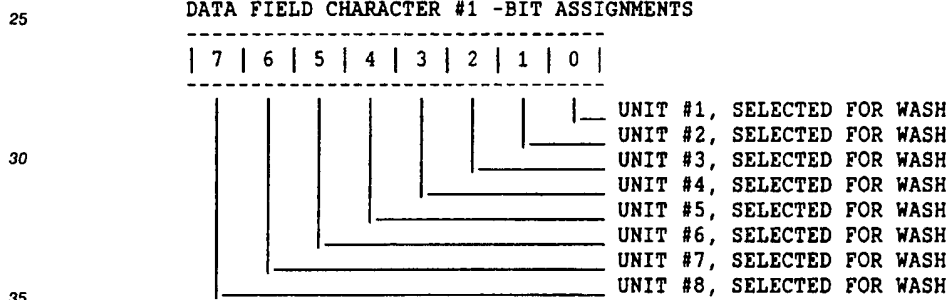 25 DATA FIELD CHARACTER #1 -BIT ASSIGNMENTS
| 7 | 6 | 5 | 4 | 3 | 2 | 1 | 0 |
UNIT #1, SELECTED FOR WASH
UNIT #2, SELECTED FOR WASH
30 UNIT #3, SELECTED FOR WASH
UNIT #4, SELECTED FOR WASH
UNIT #5, SELECTED FOR WASH
UNIT #6, SELECTED FOR WASH
UNIT #7, SELECTED FOR WASH
35 UNIT #8, SELECTED FOR WASH